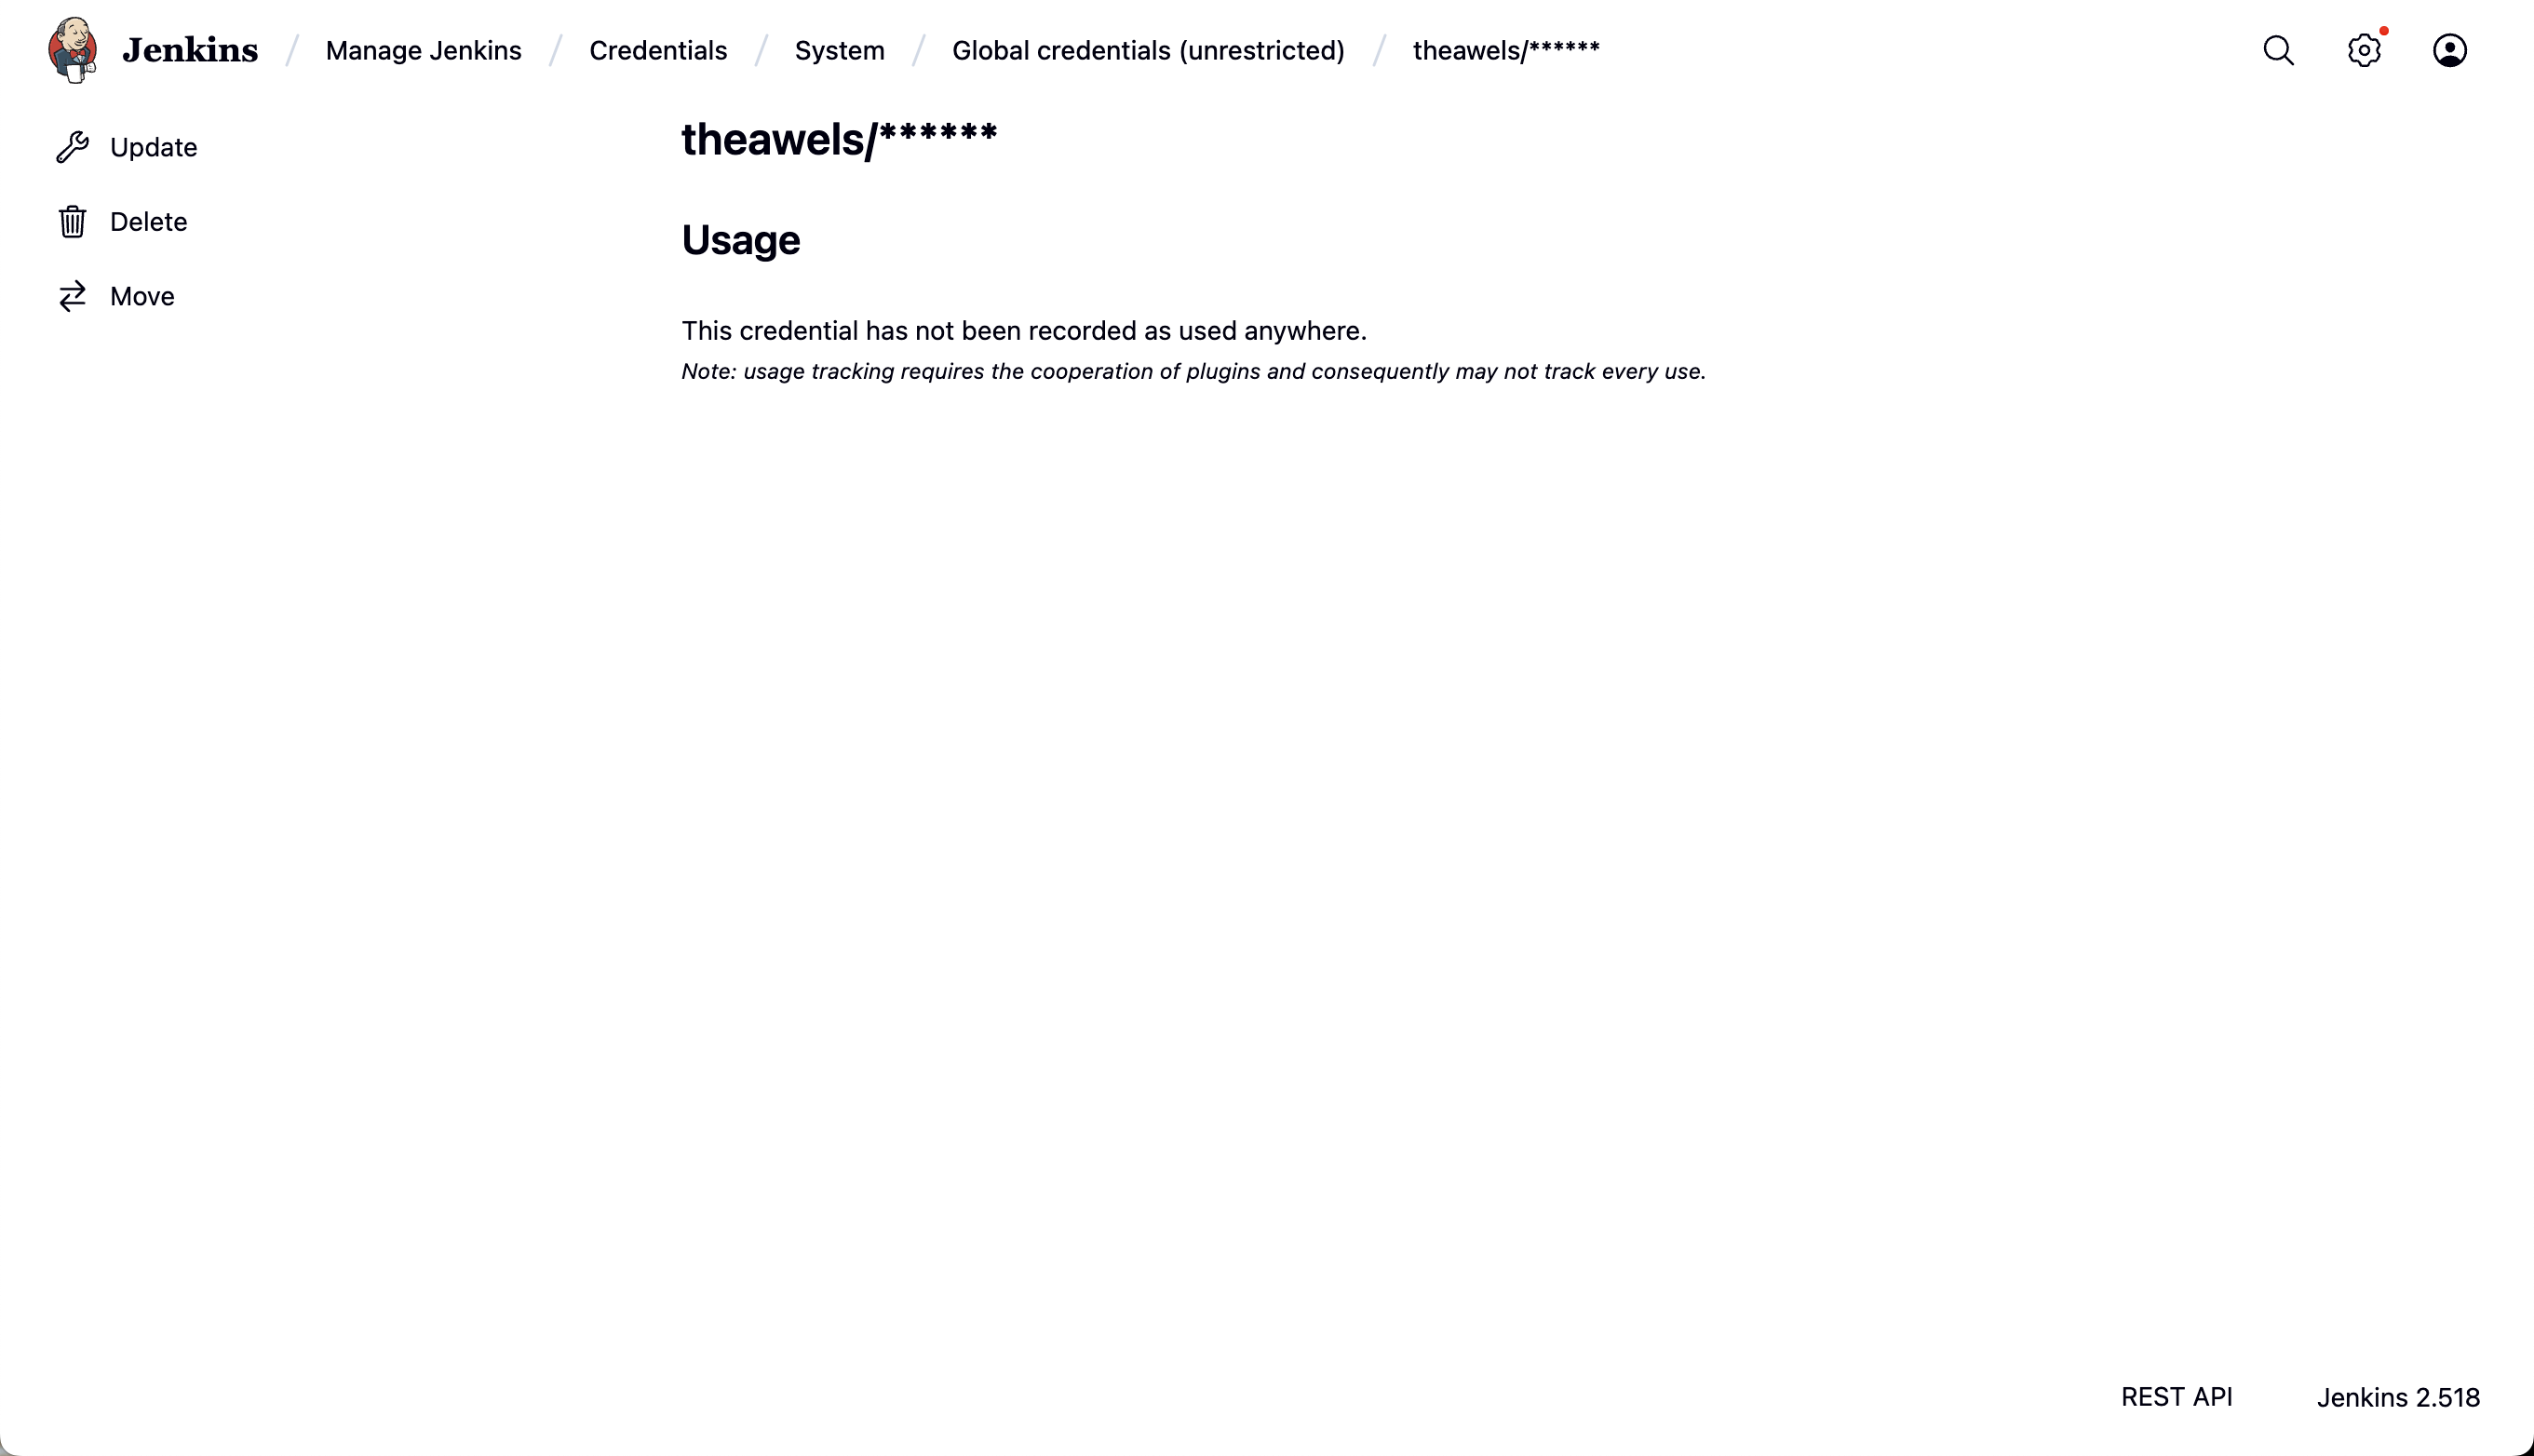 Jenkins / Manage Jenkins / Credentials / System / Global credentials (unrestricted) / theawels/******
Update
Delete
Move
theawels/******
Usage
This credential has not been recorded as used anywhere.
Note: usage tracking requires the cooperation of plugins and consequently may not track every use.
REST API Jenkins 2.518